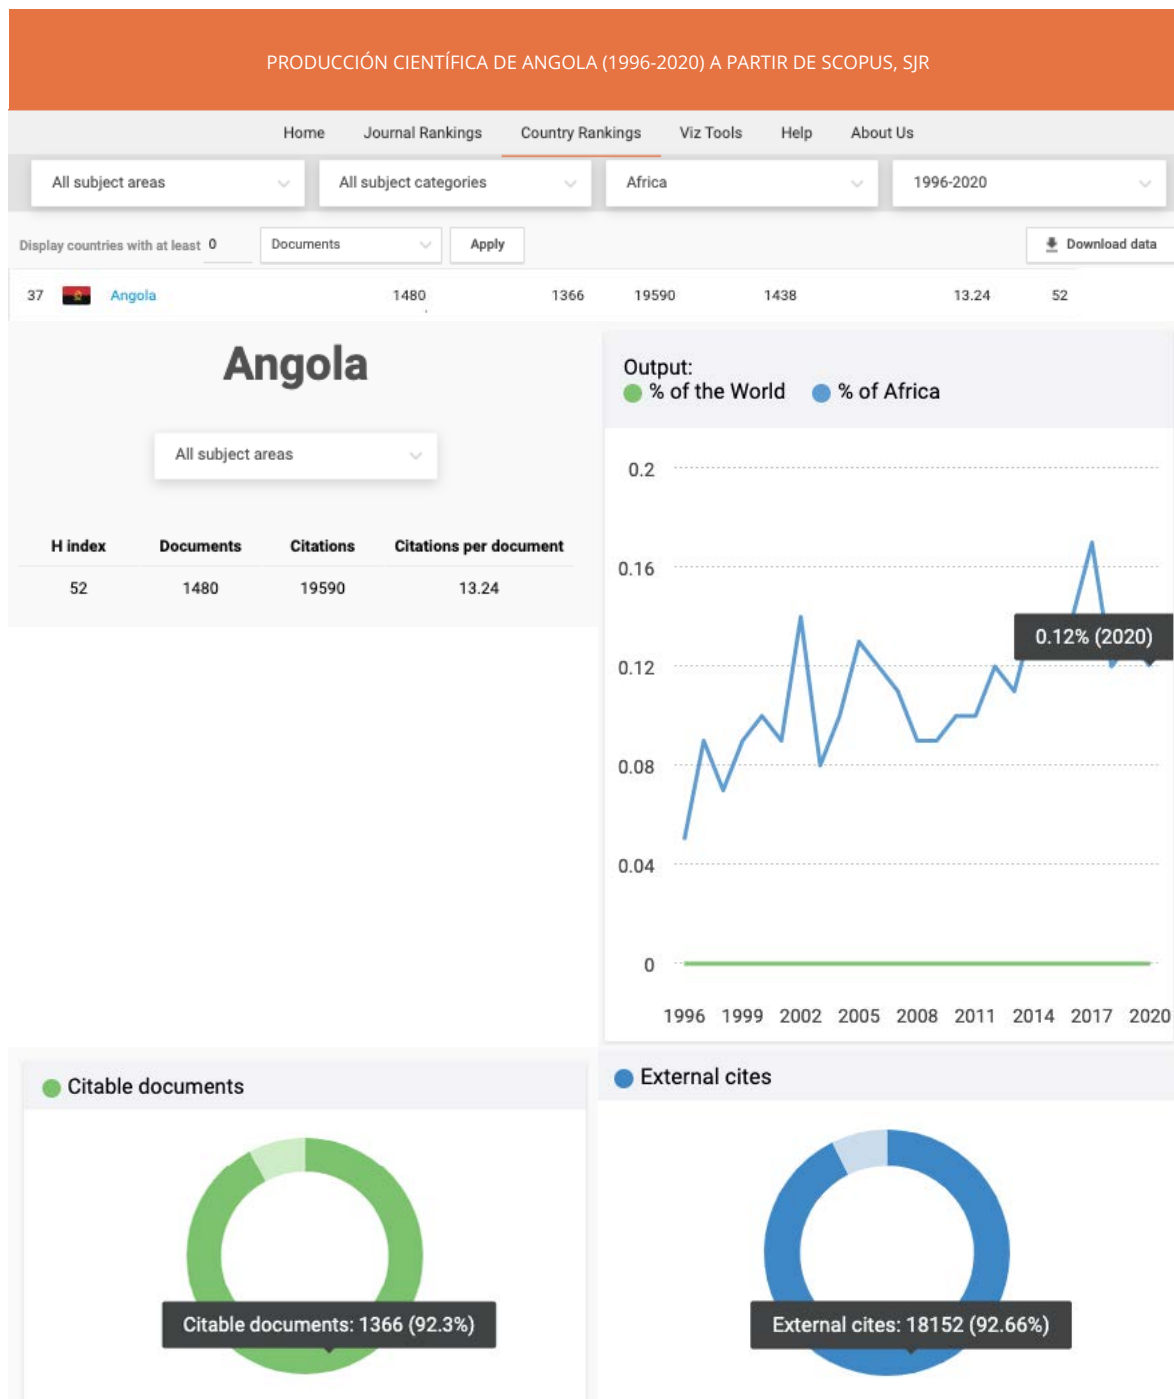 PRODUCCIÓN CIENTÍFICA DE ANGOLA (1996-2020) A PARTIR DE SCOPUS, SJR
Home Journal Rankings Country Rankings Viz Tools Help About Us
All subject areas All subject categories Africa 1996-2020
Display countries with at least 0 Documents Apply Download data
37 Angola 1480 1366 19590 1438 13.24 52
Angola
All subject areas
H index Documents Citations Citations per document
52 1480 19590 13.24
Output:
% of the World % of Africa
0.2
0.16
0.12% (2020)
0.12
0.08
0.04
0
1996 1999 2002 2005 2008 2011 2014 2017 2020
Citable documents
Citable documents: 1366 (92.3%)
External cites
External cites: 18152 (92.66%)